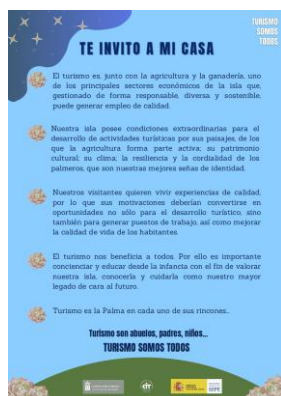 TURISMO
SOMOS
TODOS
TE INVITO A MI CASA
El turismo es, junto con la agricultura y la ganadería, uno
de los principales sectores económicos de la isla que,
gestionado de forma responsable, diversa y sostenible,
puede generar empleo de calidad.
Nuestra isla posee condiciones extraordinarias para el
desarrollo de actividades turísticas por sus paisajes, de los
que la agricultura forma parte activa; su patrimonio
cultural; su clima; la resiliencia y la cordialidad de los
palmeros, que son nuestras mejores señas de identidad.
Nuestros visitantes quieren vivir experiencias de calidad,
por lo que sus motivaciones deberían convertirse en
oportunidades no sólo para el desarrollo turístico, sino
también para generar puestos de trabajo, así como mejorar
la calidad de vida de los habitantes.
El turismo nos beneficia a todos. Por ello es importante
concienciar y educar desde la infancia con el fin de valorar
nuestra isla, conocerla y cuidarla como nuestro mayor
legado de cara al futuro.
Turismo es la Palma en cada uno de sus rincones..
Turismo son abuelos, padres, niños...
TURISMO SOMOS TODOS